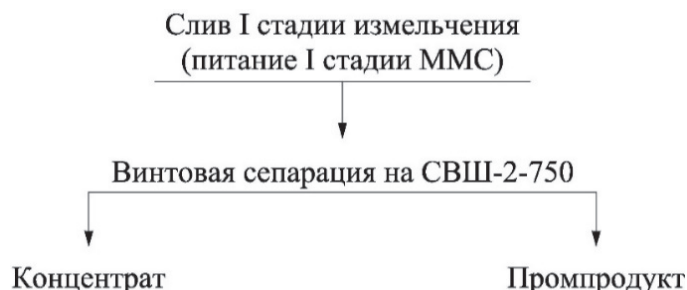 Слив I стадии измельчения
(питание I стадии ММС)
Винтовая сепарация на СВШ-2-750
Концентрат
Промпродукт